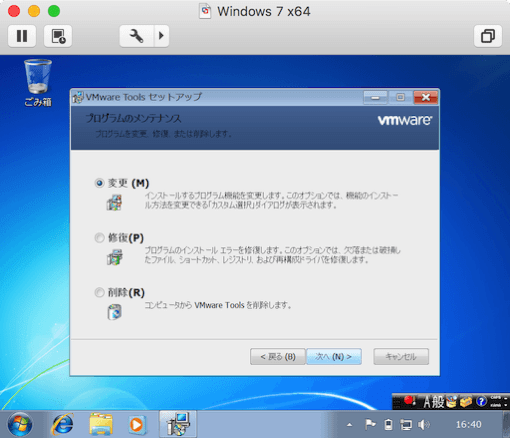 Windows 7 x64
ごみ箱
VMware Tools セットアップ
プログラムのメンテナンス
プログラムを変更、修復、または削除します。
vmware
変更 (M)
インストールするプログラム機能を変更します。このオプションでは、機能のインストー
ル方法を変更できる「カスタム選択」ダイアログが表示されます。
修復(P)
プログラムのインストール エラーを修復します。このオプションでは、欠落または破損し
たファイル、ショートカット、レジストリ、および再構成ドライバを修復します。
削除(R)
コンピュータから VMware Tools を削除します。
< 戻る (B)
次へ (N) >
キャンセル
A 般
CAPS
KANA
16:40